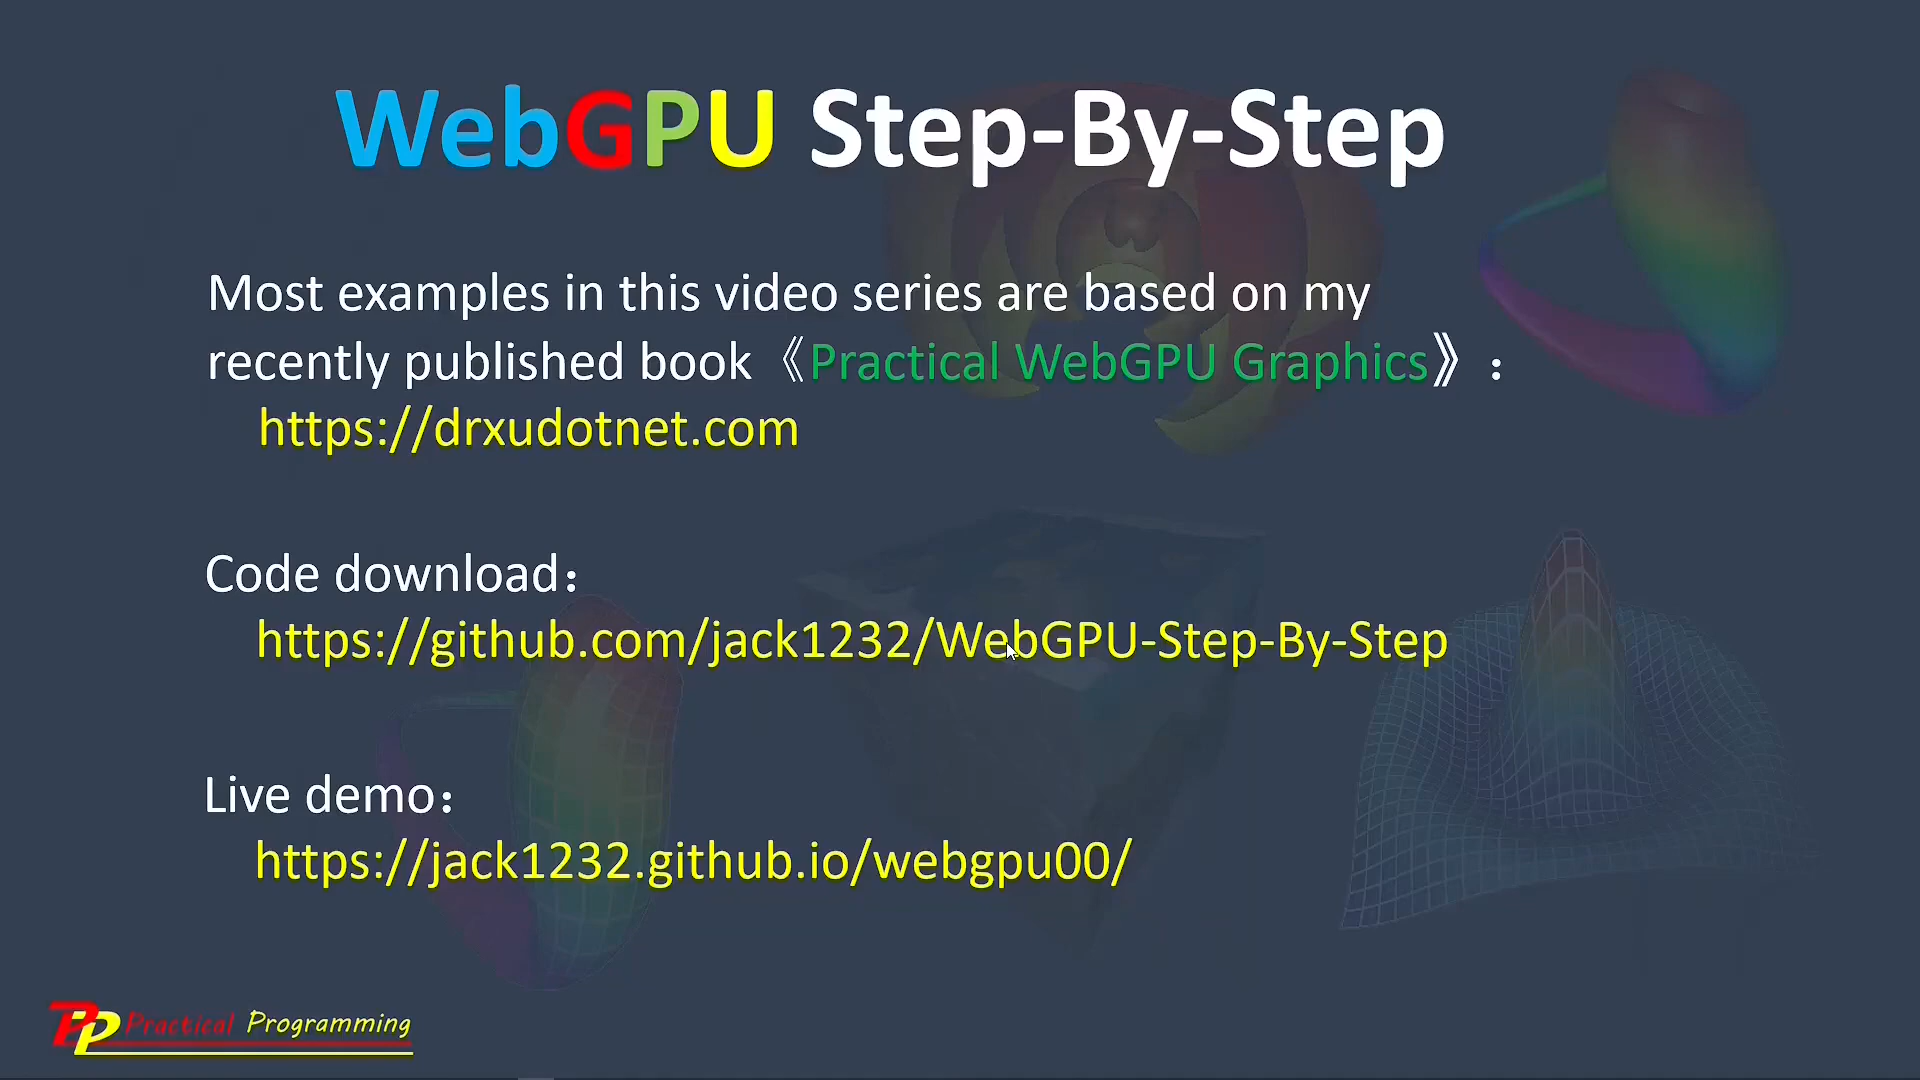 WebGPU Step-By-Step
Most examples in this video series are based on my
recently published book 《Practical WebGPU Graphics》：
https://drxudotnet.com
Code download：
https://github.com/jack1232/WebGPU-Step-By-Step
Live demo：
https://jack1232.github.io/webgpu00/
PP Practical Programming